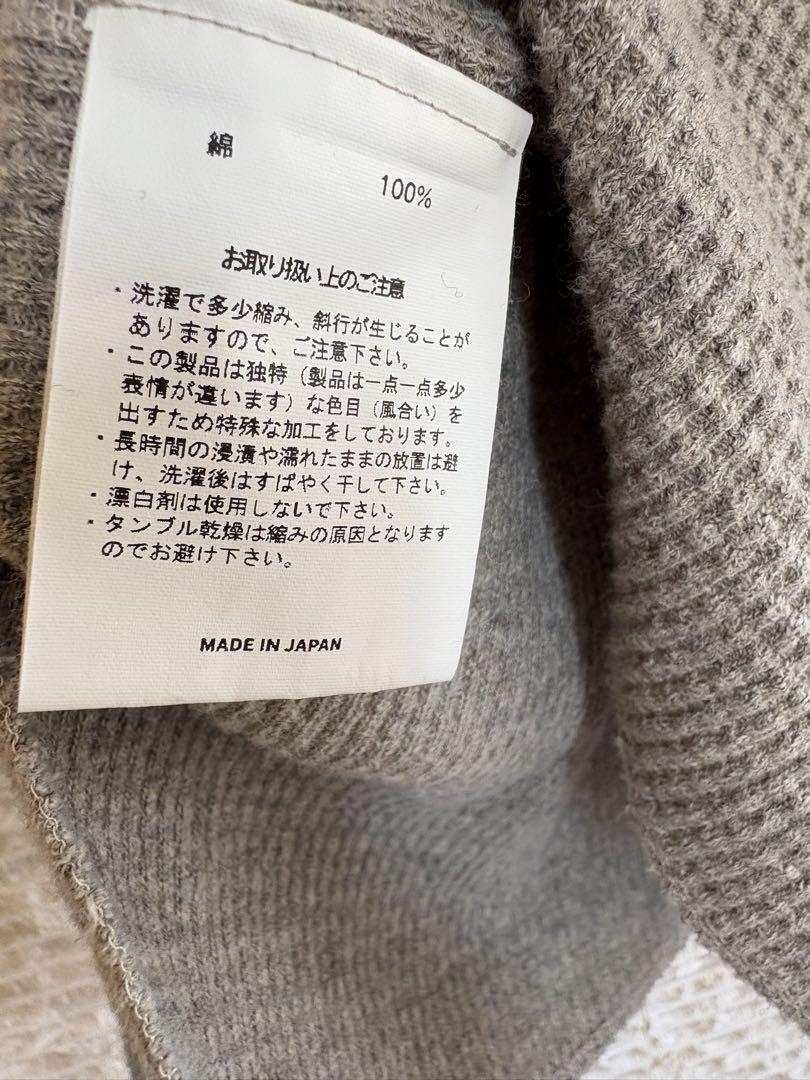 綿
100%
お取り扱い上のご注意
・洗濯で多少縮み、斜行が生じることが
ありますので、ご注意下さい。
・この製品は独特（製品は一点一点多少
表情が違います）な色目（風合い）を
出すため特殊な加工をしております。
・長時間の浸漬や濡れたままの放置は避
け、洗濯後はすばやく干して下さい。
・漂白剤は使用しないで下さい。
・タンブル乾燥は縮みの原因となります
のでお避け下さい。
MADE IN JAPAN